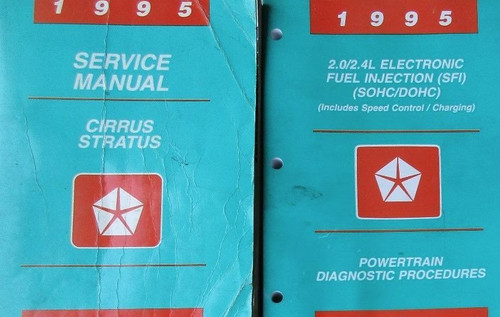 1995
SERVICE
MANUAL
CIRRUS
STRATUS
1995
2.0/2.4L ELECTRONIC
FUEL INJECTION (SFI)
(SOHC/DOHC)
(Includes Speed Control / Charging)
POWERTRAIN
DIAGNOSTIC PROCEDURES